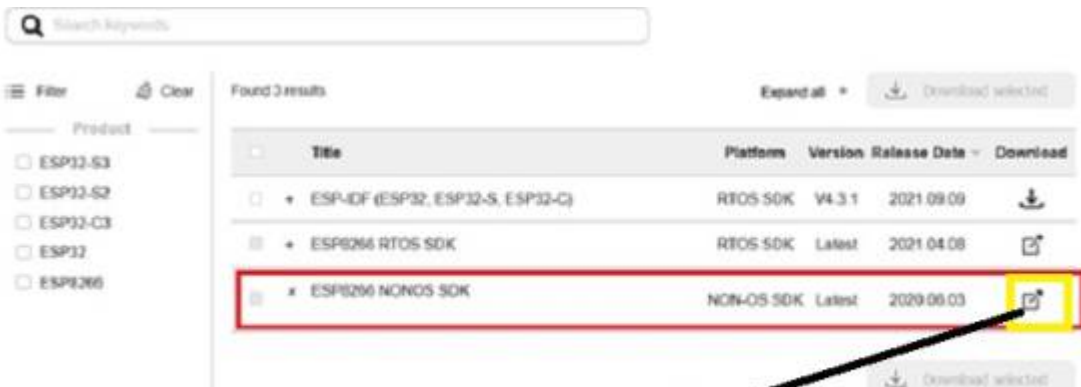 Search keywords
Filter Clear Found 3 results Expand all Download selected
Product
Title Platform Version Ralease Date Download
ESP32-S3
ESP32-S2
ESP32-C3
ESP32
ESP8266
+ ESP-IDF (ESP32, ESP32-S, ESP32-C) RTOS SDK V4.3.1 2021.09.09
+ ESP8266 RTOS SDK RTOS SDK Latest 2021.04.08
x ESP8266 NONOS SDK NON-OS SDK Latest 2020.06.03
Download selected